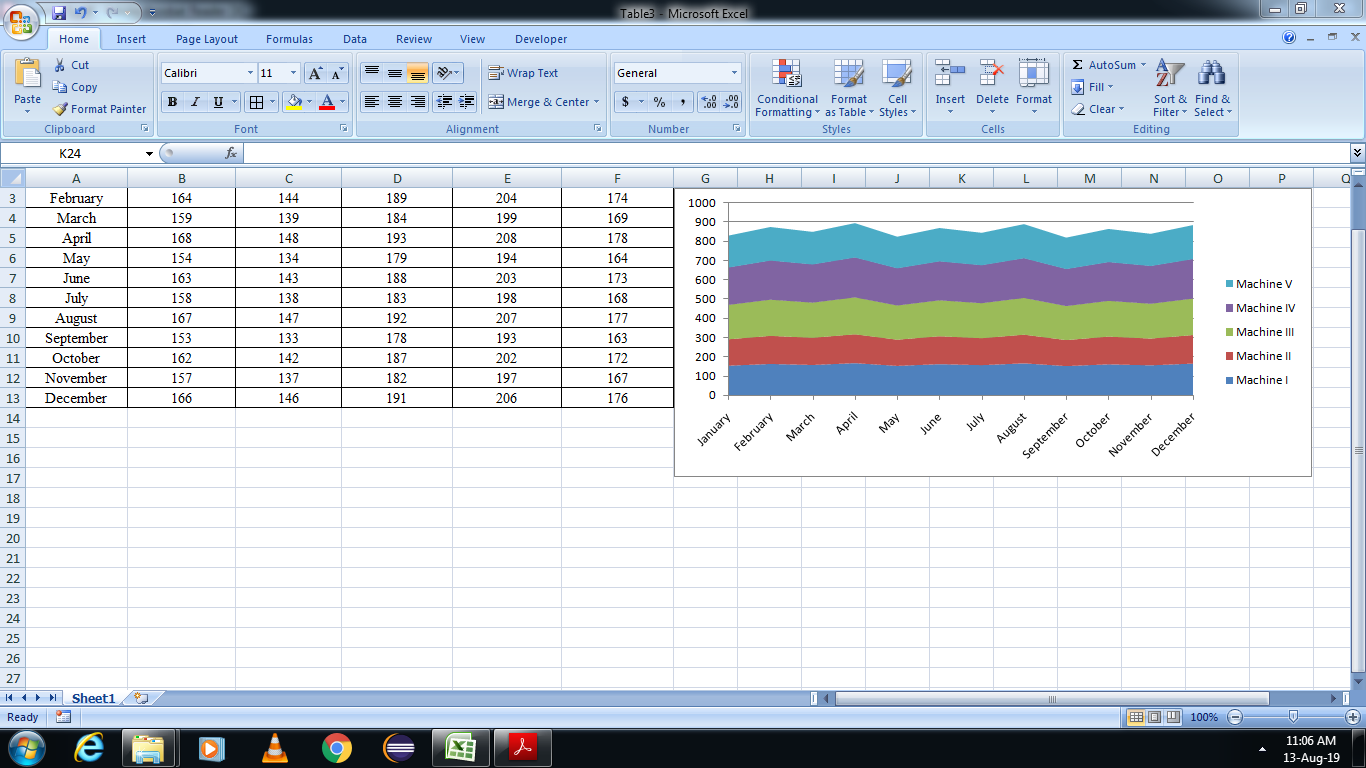 Table3 - Microsoft Excel
Home Insert Page Layout Formulas Data Review View Developer
Paste
Cut
Copy
Format Painter
Clipboard
Calibri 11
B I U
Font
Wrap Text
Merge & Center
Alignment
General
$ % ,
Number
Conditional Formatting
Format as Table
Cell Styles
Styles
Insert Delete Format
Cells
AutoSum
Fill
Clear
Sort & Filter
Find & Select
Editing
K24 fx
A B C D E F G H I J K L M N O P Q
3 February 164 144 189 204 174
4 March 159 139 184 199 169
5 April 168 148 193 208 178
6 May 154 134 179 194 164
7 June 163 143 188 203 173
8 July 158 138 183 198 168
9 August 167 147 192 207 177
10 September 153 133 178 193 163
11 October 162 142 187 202 172
12 November 157 137 182 197 167
13 December 166 146 191 206 176
14
15
16
17
18
19
20
21
22
23
24
25
26
27
1000
900
800
700
600
500
400
300
200
100
0
January February March April May June July August September October November December
Machine V
Machine IV
Machine III
Machine II
Machine I
Sheet1
Ready
100%
11:06 AM
13-Aug-19